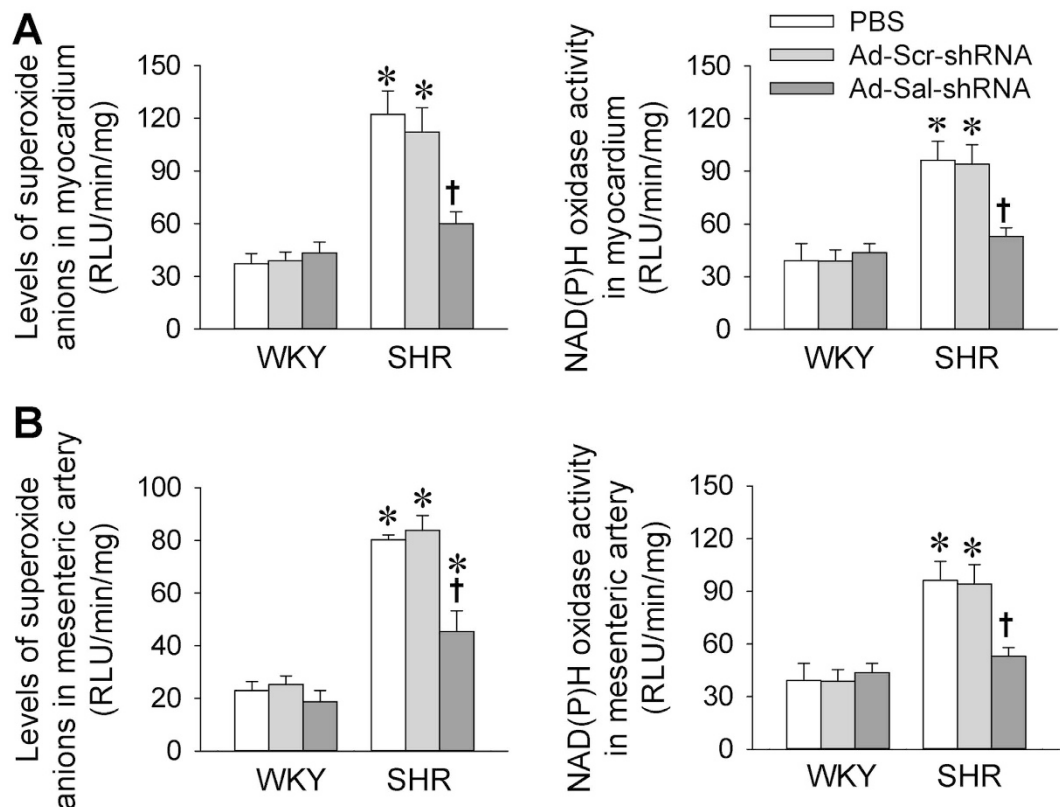 A
Levels of superoxide
anions in myocardium
(RLU/min/mg)
150
120
90
60
30
0
*
*
†
WKY
SHR
NAD(P)H oxidase activity
in myocardium
(RLU/min/mg)
150
120
90
60
30
0
PBS
Ad-Scr-shRNA
Ad-Sal-shRNA
*
*
†
WKY
SHR
B
Levels of superoxide
anions in mesenteric artery
(RLU/min/mg)
100
80
60
40
20
0
*
*
*
†
WKY
SHR
NAD(P)H oxidase activity
in mesenteric artery
(RLU/min/mg)
150
120
90
60
30
0
*
*
†
WKY
SHR